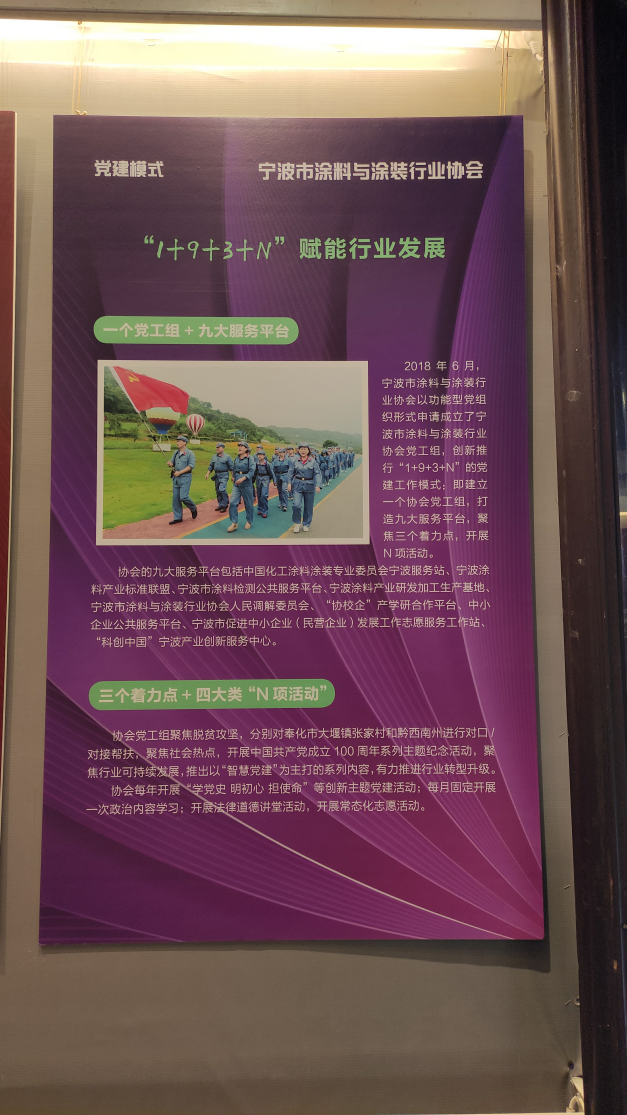 党建模式
宁波市涂料与涂装行业协会
“1+9+3+N”赋能行业发展
一个党工组 + 九大服务平台
2018 年 6 月，
宁波市涂料与涂装行
业协会以功能型党组
织形式申请成立了宁
波市涂料与涂装行业
协会党工组，创新推
行“1+9+3+N”的党
建工作模式；即建立
一个协会党工组，打
造九大服务平台，聚
焦三个着力点，开展
N 项活动。
协会的九大服务平台包括中国化工涂料涂装专业委员会宁波服务站、宁波涂
料产业标准联盟、宁波市涂料检测公共服务平台、宁波涂料产业研发加工生产基地、
宁波市涂料与涂装行业协会人民调解委员会、“协校企”产学研合作平台、中小
企业公共服务平台、宁波市促进中小企业（民营企业）发展工作志愿服务工作站、
“科创中国”宁波产业创新服务中心。
三个着力点 + 四大类“N 项活动”
协会党工组聚焦脱贫攻坚，分别对奉化市大堰镇张家村和黔西南州进行对口/
对接帮扶，聚焦社会热点，开展中国共产党成立 100 周年系列主题纪念活动，聚
焦行业可持续发展，推出以“智慧党建”为主打的系列内容，有力推进行业转型升级。
协会每年开展“学党史 明初心 担使命”等创新主题党建活动；每月固定开展
一次政治内容学习；开展法律道德讲堂活动，开展常态化志愿活动。